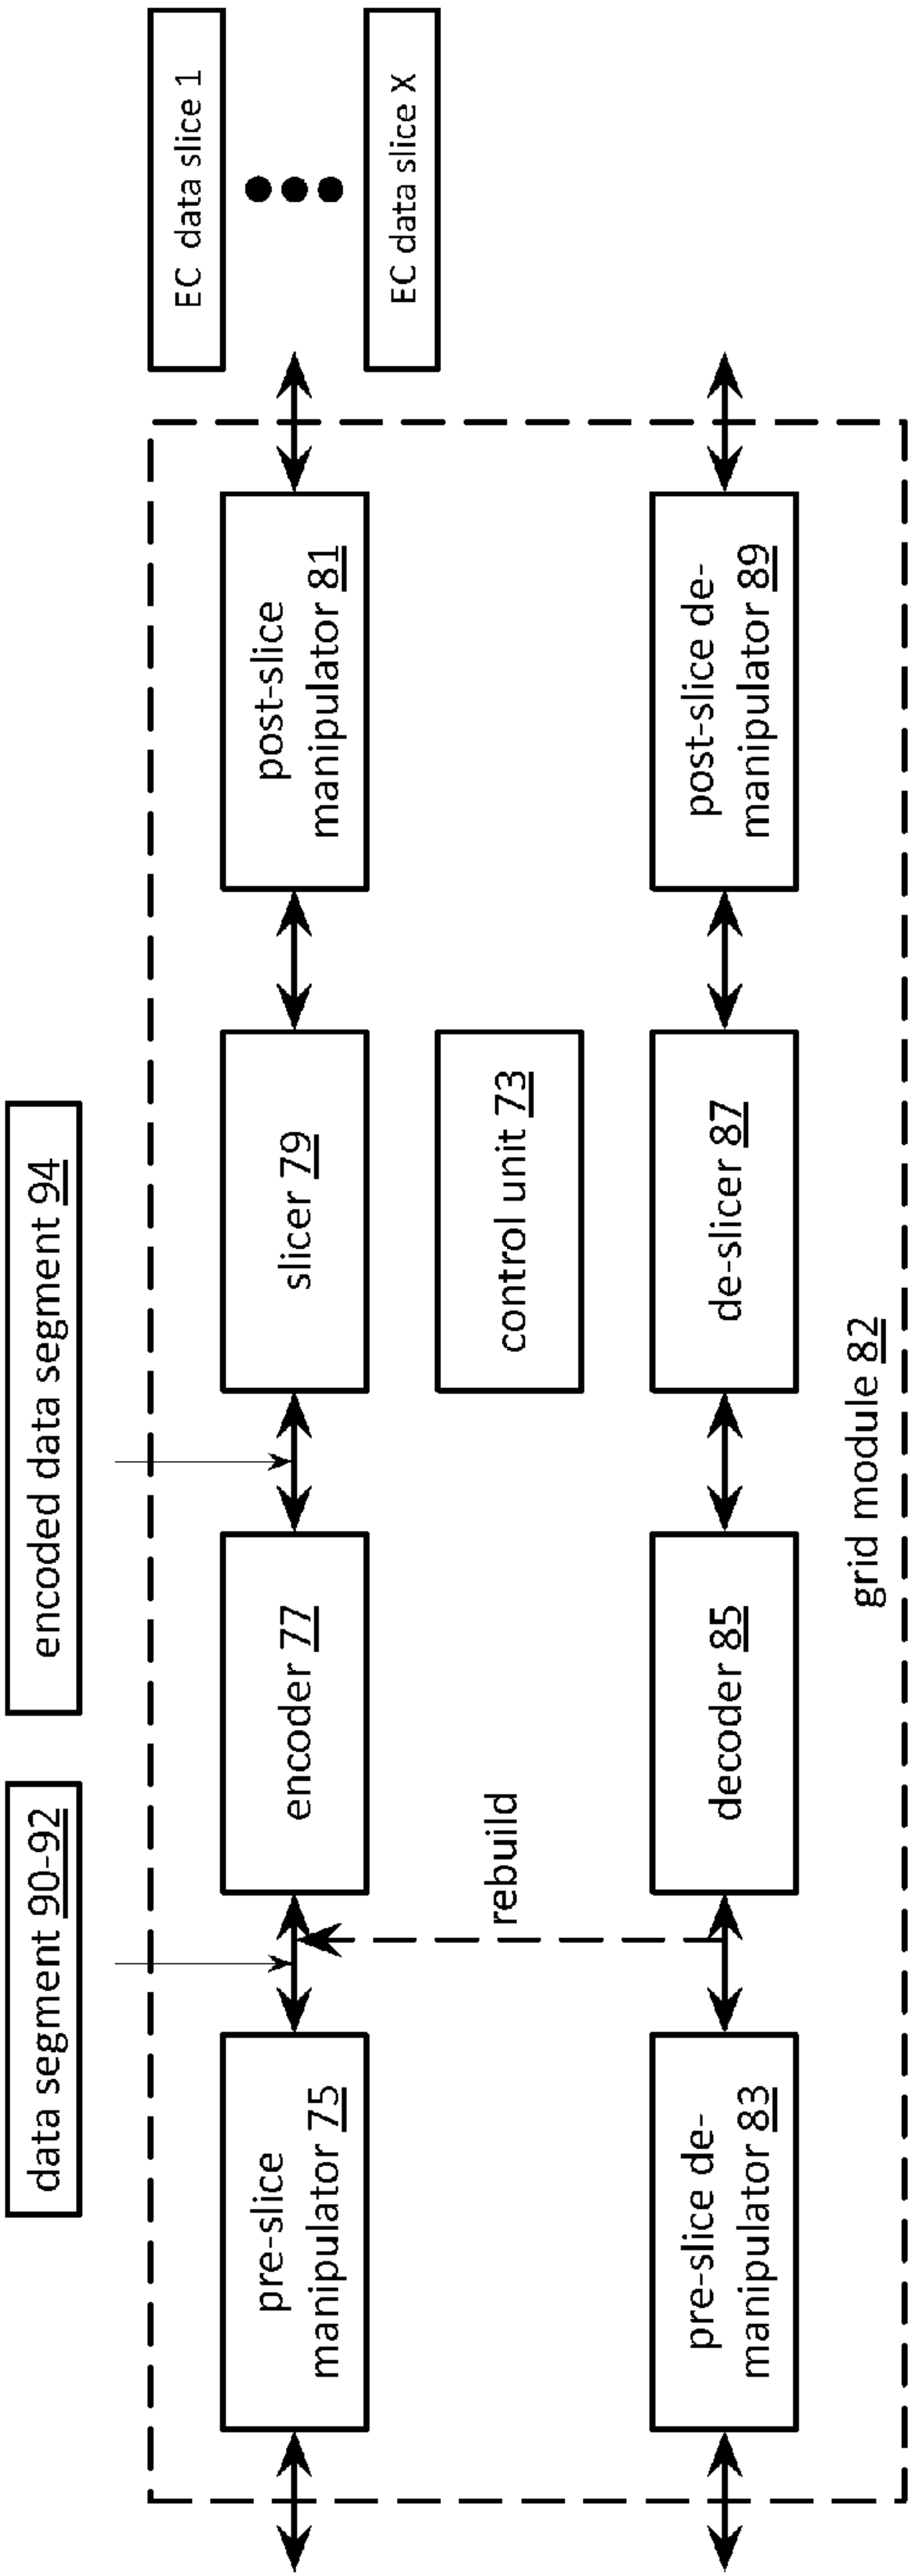 data segment 90-92
encoded data segment 94
EC data slice 1
EC data slice X
pre-slice
manipulator 75
encoder 77
slicer 79
post-slice
manipulator 81
rebuild
control unit 73
pre-slice de-
manipulator 83
decoder 85
de-slicer 87
post-slice de-
manipulator 89
grid module 82